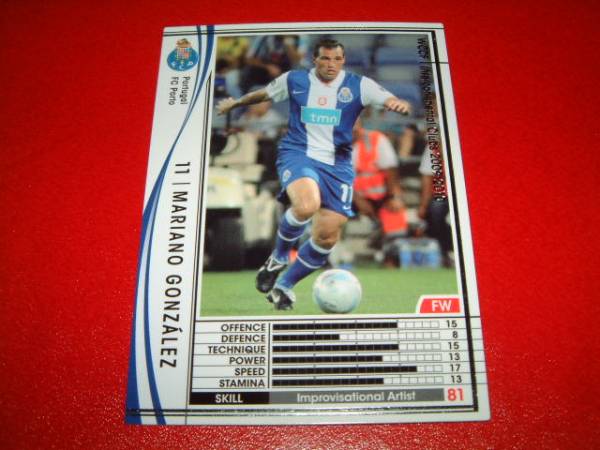 Portugal
FC Porto
11 | MARIANO GONZÁLEZ
tmn
11
FW
OFFENCE 15
DEFENCE 8
TECHNIQUE 15
POWER 13
SPEED 17
STAMINA 13
SKILL Improvisational Artist 81